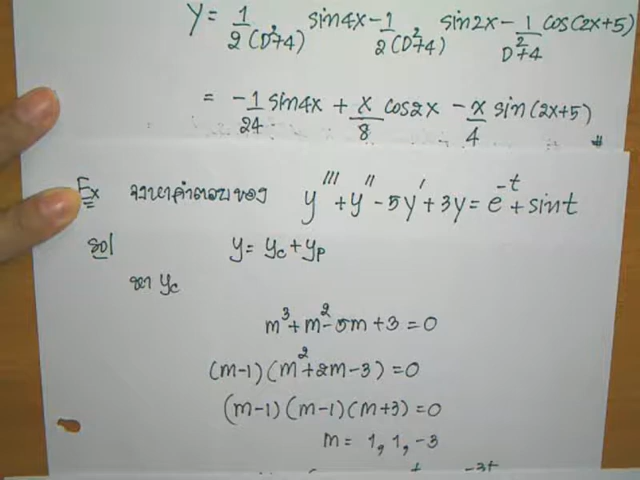 y = 1/2(D²+4) sin4x - 1/2(D²+4) sin2x - 1/D²+4 cos(2x+5)
= -1/24 sin4x + x/8 cos2x - x/4 sin(2x+5) #
Ex จงหาคำตอบของ y''' + y'' - 5y' + 3y = e^-t + sint
sol y = yc + yp
หา yc
m³ + m² - 5m + 3 = 0
(m-1)(m² + 2m - 3) = 0
(m-1)(m-1)(m+3) = 0
m = 1, 1, -3